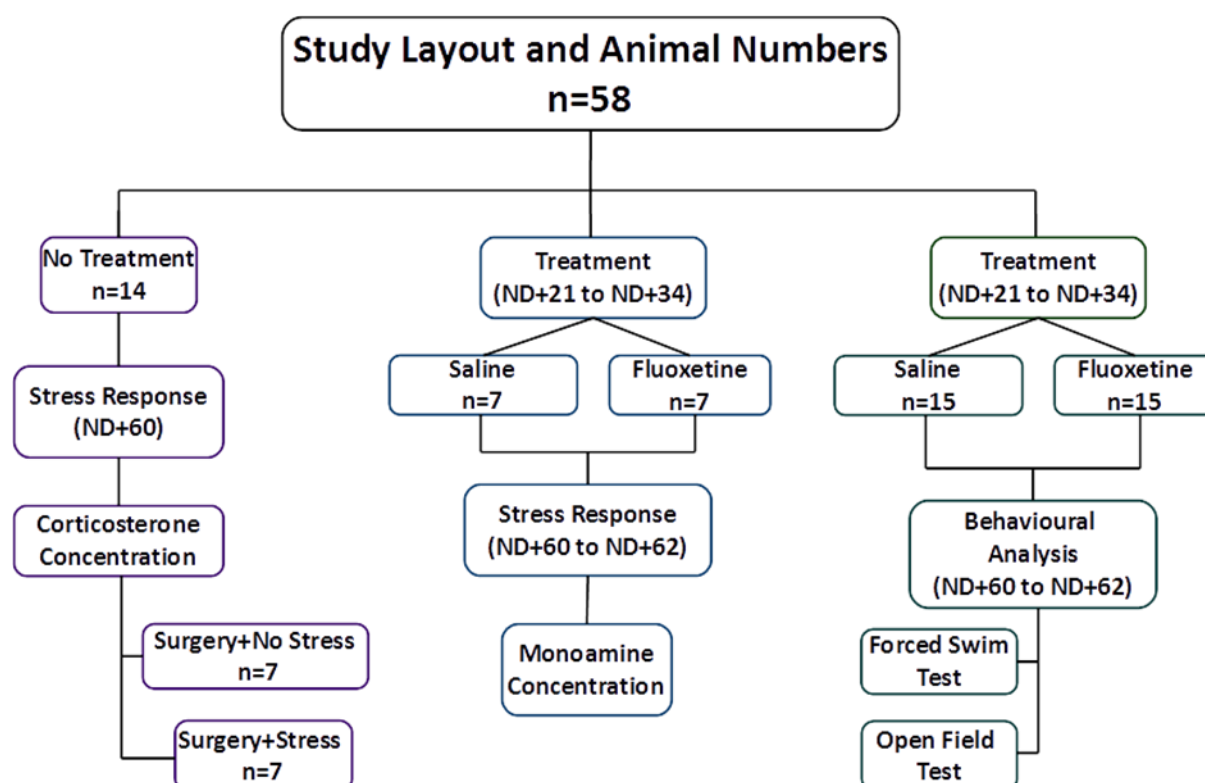 Study Layout and Animal Numbers
n=58
No Treatment
n=14
Stress Response
(ND+60)
Corticosterone
Concentration
Surgery+No Stress
n=7
Surgery+Stress
n=7
Treatment
(ND+21 to ND+34)
Saline
n=7
Fluoxetine
n=7
Stress Response
(ND+60 to ND+62)
Monoamine
Concentration
Treatment
(ND+21 to ND+34)
Saline
n=15
Fluoxetine
n=15
Behavioural
Analysis
(ND+60 to ND+62)
Forced Swim
Test
Open Field
Test